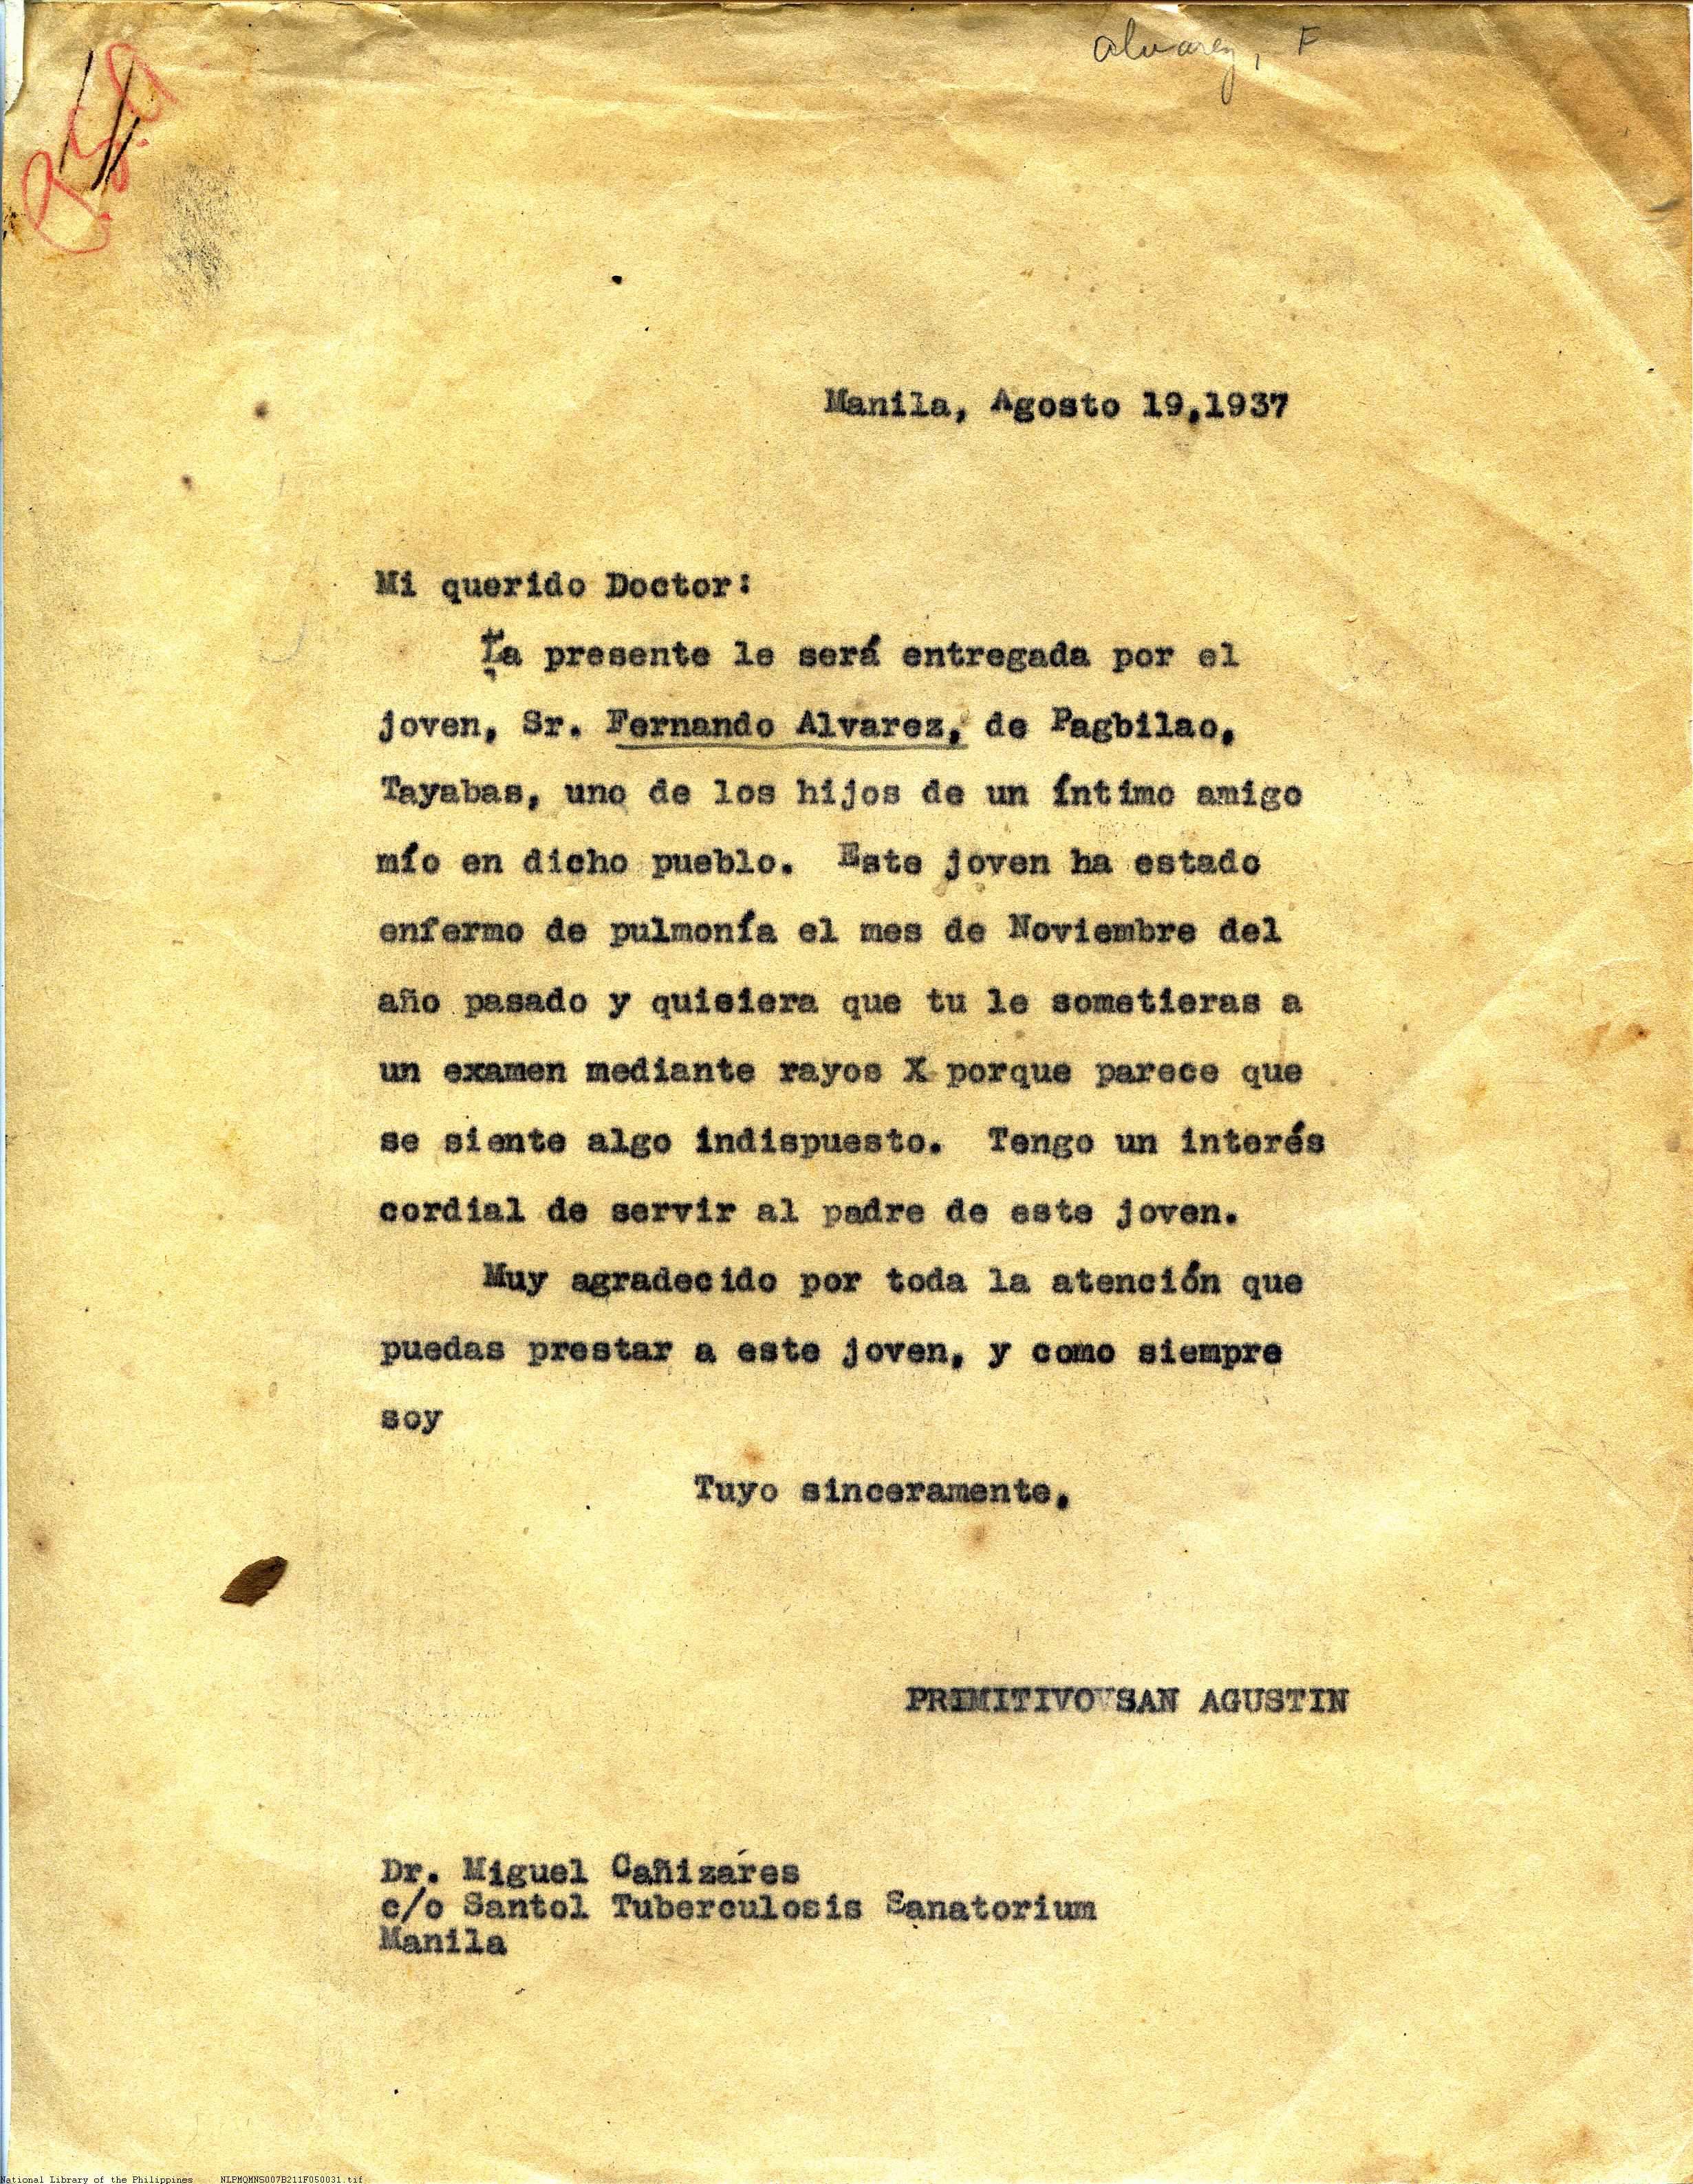 Alvarez, F
Manila, Agosto 19,1937
Mi querido Doctor:
La presente le será entregada por el
joven, Sr. Fernando Alvarez, de Pagbilao,
Tayabas, uno de los hijos de un íntimo amigo
mío en dicho pueblo. Este joven ha estado
enfermo de pulmonía el mes de Noviembre del
año pasado y quisiera que tu le sometieras a
un examen mediante rayos X porque parece que
se siente algo indispuesto. Tengo un interés
cordial de servir al padre de este joven.
Muy agradecido por toda la atención que
puedas prestar a este joven, y como siempre
soy
Tuyo sinceramente,
PRIMITIVO SAN AGUSTIN
Dr. Miguel Cañizares
c/o Santol Tuberculosis Sanatorium
Manila
National Library of the Philippines NLPMQMNS007B211F050031.tif